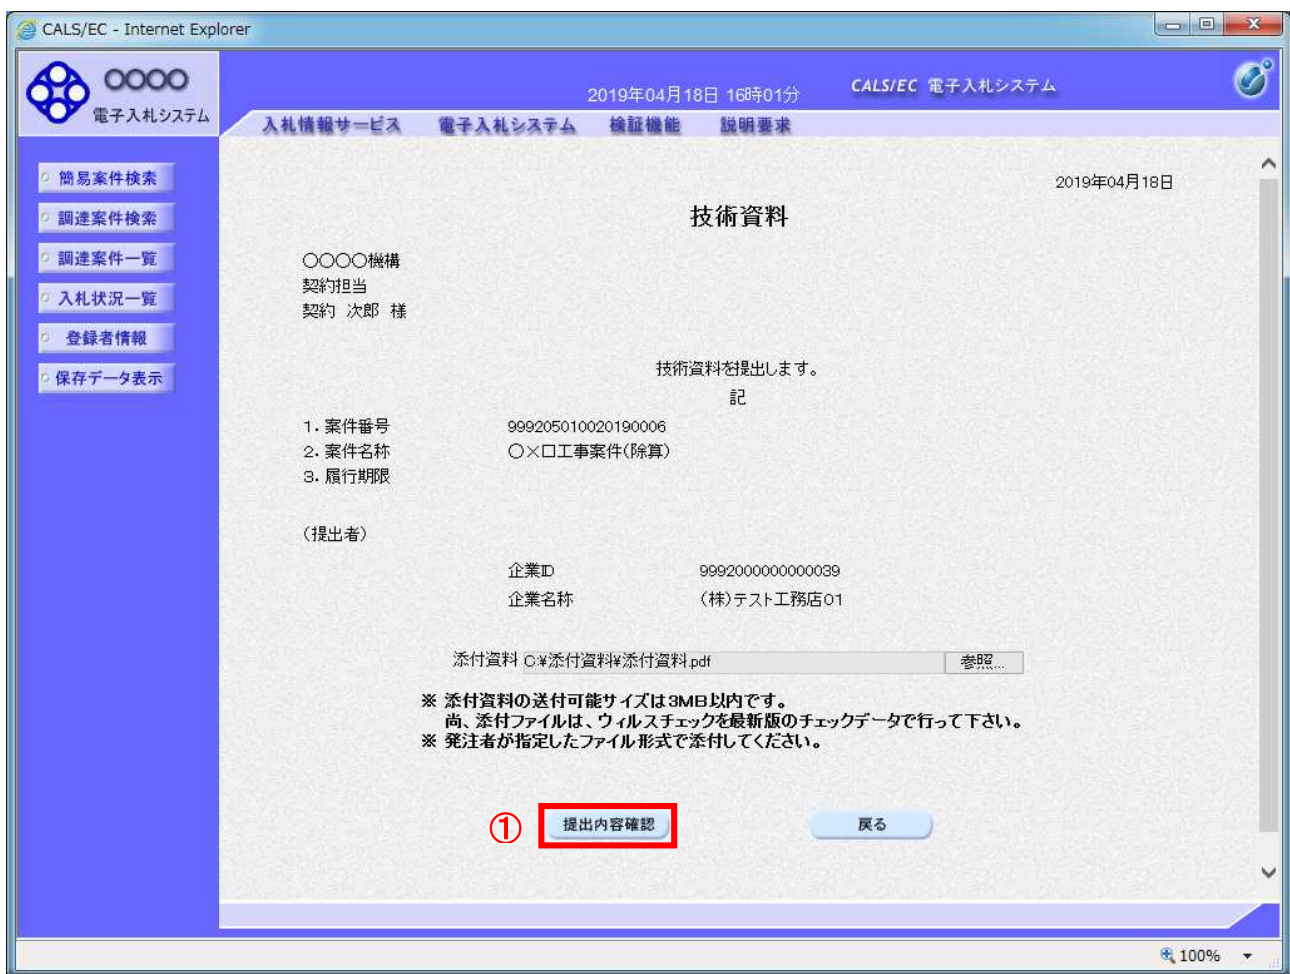 CALS/EC - Internet Explorer
〇〇〇〇
電子入札システム
2019年04月18日 16時01分
CALS/EC 電子入札システム
入札情報サービス 電子入札システム 検証機能 説明要求
簡易案件検索
調達案件検索
調達案件一覧
入札状況一覧
登録者情報
保存データ表示
2019年04月18日
技術資料
〇〇〇〇機構
契約担当
契約 次郎 様
技術資料を提出します。
記
1. 案件番号 999205010020190006
2. 案件名称 〇×口工事案件(除算)
3. 履行期限
(提出者)
企業ID 9992000000000039
企業名称 (株)テスト工務店01
添付資料 C:¥添付資料¥添付資料.pdf 参照...
※ 添付資料の送付可能サイズは3MB以内です。
尚、添付ファイルは、ウィルスチェックを最新版のチェックデータで行って下さい。
※ 発注者が指定したファイル形式で添付してください。
① 提出内容確認 戻る
100%